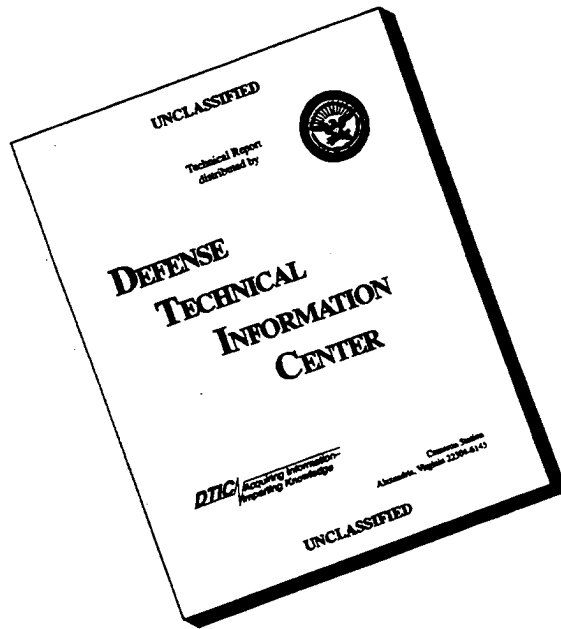 UNCLASSIFIED
Technical Report
distributed by
DEFENSE
TECHNICAL
INFORMATION
CENTER
DTIC Acquiring Information-
Imparting Knowledge
Cameron Station
Alexandria, Virginia 22304-6145
UNCLASSIFIED